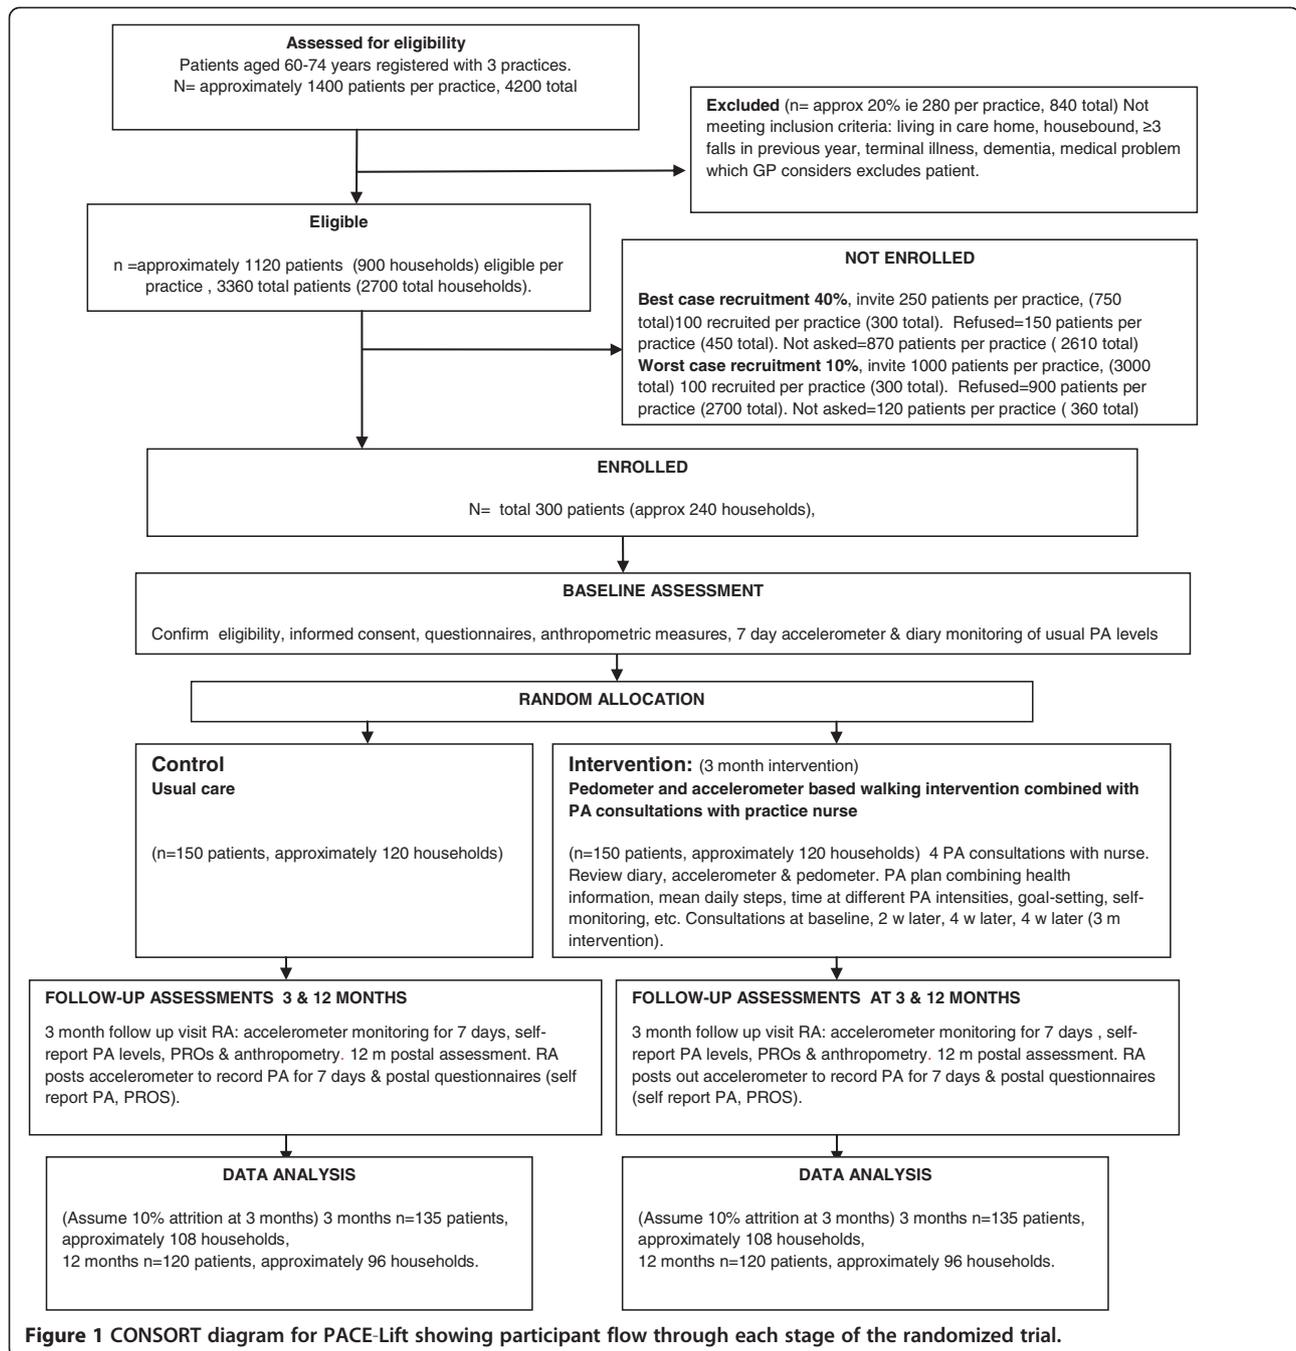 Assessed for eligibility
Patients aged 60-74 years registered with 3 practices.
N= approximately 1400 patients per practice, 4200 total
Excluded (n= approx 20% ie 280 per practice, 840 total) Not
meeting inclusion criteria: living in care home, housebound, ≥3
falls in previous year, terminal illness, dementia, medical problem
which GP considers excludes patient.
Eligible
n =approximately 1120 patients (900 households) eligible per
practice , 3360 total patients (2700 total households).
NOT ENROLLED
Best case recruitment 40%, invite 250 patients per practice, (750
total)100 recruited per practice (300 total). Refused=150 patients per
practice (450 total). Not asked=870 patients per practice ( 2610 total)
Worst case recruitment 10%, invite 1000 patients per practice, (3000
total) 100 recruited per practice (300 total). Refused=900 patients per
practice (2700 total). Not asked=120 patients per practice ( 360 total)
ENROLLED
N= total 300 patients (approx 240 households),
BASELINE ASSESSMENT
Confirm eligibility, informed consent, questionnaires, anthropometric measures, 7 day accelerometer & diary monitoring of usual PA levels
RANDOM ALLOCATION
Control
Usual care
(n=150 patients, approximately 120 households)
Intervention: (3 month intervention)
Pedometer and accelerometer based walking intervention combined with
PA consultations with practice nurse
(n=150 patients, approximately 120 households) 4 PA consultations with nurse.
Review diary, accelerometer & pedometer. PA plan combining health
information, mean daily steps, time at different PA intensities, goal-setting, self-
monitoring, etc. Consultations at baseline, 2 w later, 4 w later, 4 w later (3 m
intervention).
FOLLOW-UP ASSESSMENTS 3 & 12 MONTHS
3 month follow up visit RA: accelerometer monitoring for 7 days, self-
report PA levels, PROs & anthropometry. 12 m postal assessment. RA
posts accelerometer to record PA for 7 days & postal questionnaires (self
report PA, PROS).
FOLLOW-UP ASSESSMENTS AT 3 & 12 MONTHS
3 month follow up visit RA: accelerometer monitoring for 7 days , self-
report PA levels, PROs & anthropometry. 12 m postal assessment. RA
posts out accelerometer to record PA for 7 days & postal questionnaires
(self report PA, PROS).
DATA ANALYSIS
(Assume 10% attrition at 3 months) 3 months n=135 patients,
approximately 108 households,
12 months n=120 patients, approximately 96 households.
DATA ANALYSIS
(Assume 10% attrition at 3 months) 3 months n=135 patients,
approximately 108 households,
12 months n=120 patients, approximately 96 households.
Figure 1 CONSORT diagram for PACE-Lift showing participant flow through each stage of the randomized trial.